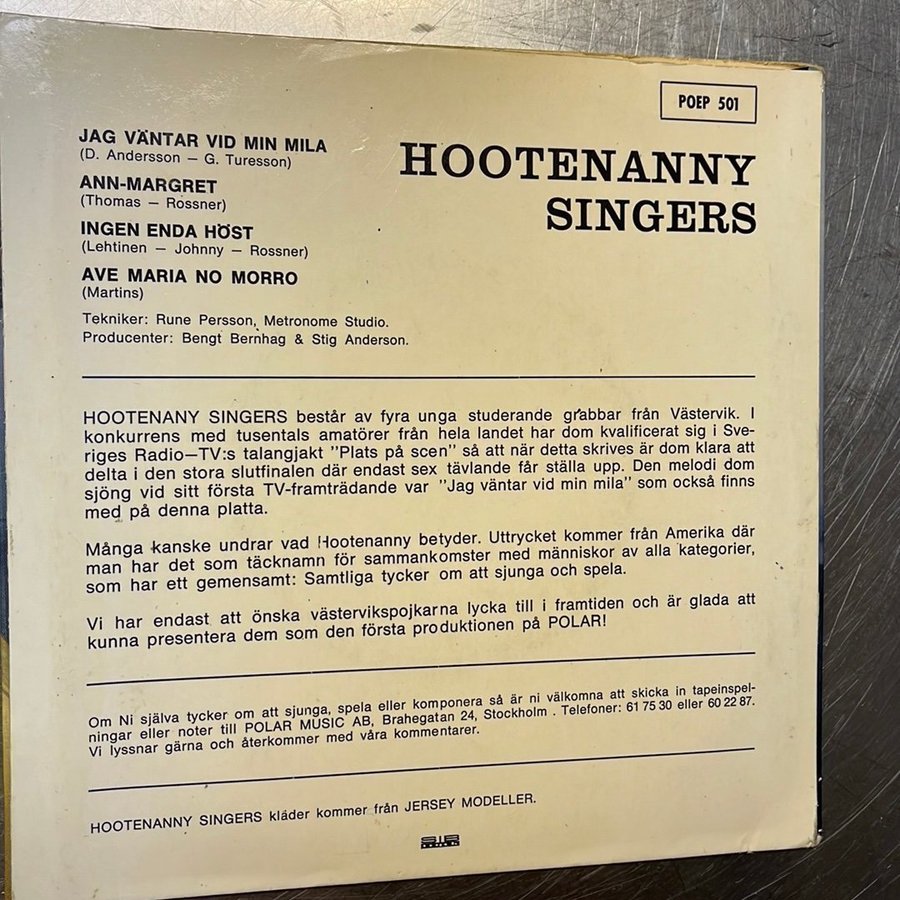 POEP 501
HOOTENANNY
SINGERS
JAG VÄNTAR VID MIN MILA
(D. Andersson — G. Turesson)
ANN-MARGRET
(Thomas — Rossner)
INGEN ENDA HÖST
(Lehtinen — Johnny — Rossner)
AVE MARIA NO MORRO
(Martins)
Tekniker: Rune Persson, Metronome Studio.
Producenter: Bengt Bernhag & Stig Anderson.
HOOTENANY SINGERS består av fyra unga studerande grabbar från Västervik. I
konkurrens med tusentals amatörer från hela landet har dom kvalificerat sig i Sve-
riges Radio—TV:s talangjakt "Plats på scen" så att när detta skrives är dom klara att
delta i den stora slutfinalen där endast sex tävlande får ställa upp. Den melodi dom
sjöng vid sitt första TV-framträdande var "Jag väntar vid min mila" som också finns
med på denna platta.
Många kanske undrar vad Hootenanny betyder. Uttrycket kommer från Amerika där
man har det som täcknamn för sammankomster med människor av alla kategorier,
som har ett gemensamt: Samtliga tycker om att sjunga och spela.
Vi har endast att önska västervikspojkarna lycka till i framtiden och är glada att
kunna presentera dem som den första produktionen på POLAR!
Om Ni själva tycker om att sjunga, spela eller komponera så är ni välkomna att skicka in tapeinspel-
ningar eller noter till POLAR MUSIC AB, Brahegatan 24, Stockholm . Telefoner: 61 75 30 eller 60 22 87.
Vi lyssnar gärna och återkommer med våra kommentarer.
HOOTENANNY SINGERS kläder kommer från JERSEY MODELLER.